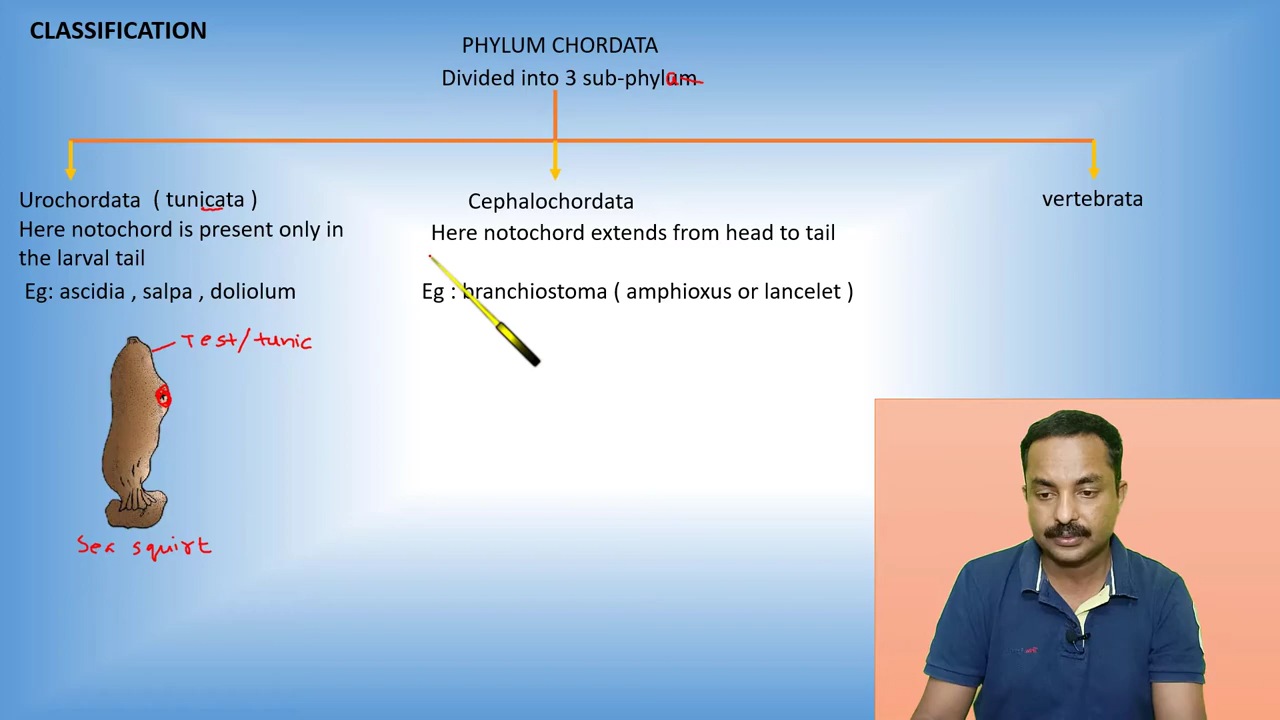 CLASSIFICATION
PHYLUM CHORDATA
Divided into 3 sub-phyla
Urochordata ( tunicata )
Here notochord is present only in
the larval tail
Eg: ascidia , salpa , doliolum
Test/tunic
Sea squirt
Cephalochordata
Here notochord extends from head to tail
Eg : branchiostoma ( amphioxus or lancelet )
vertebrata